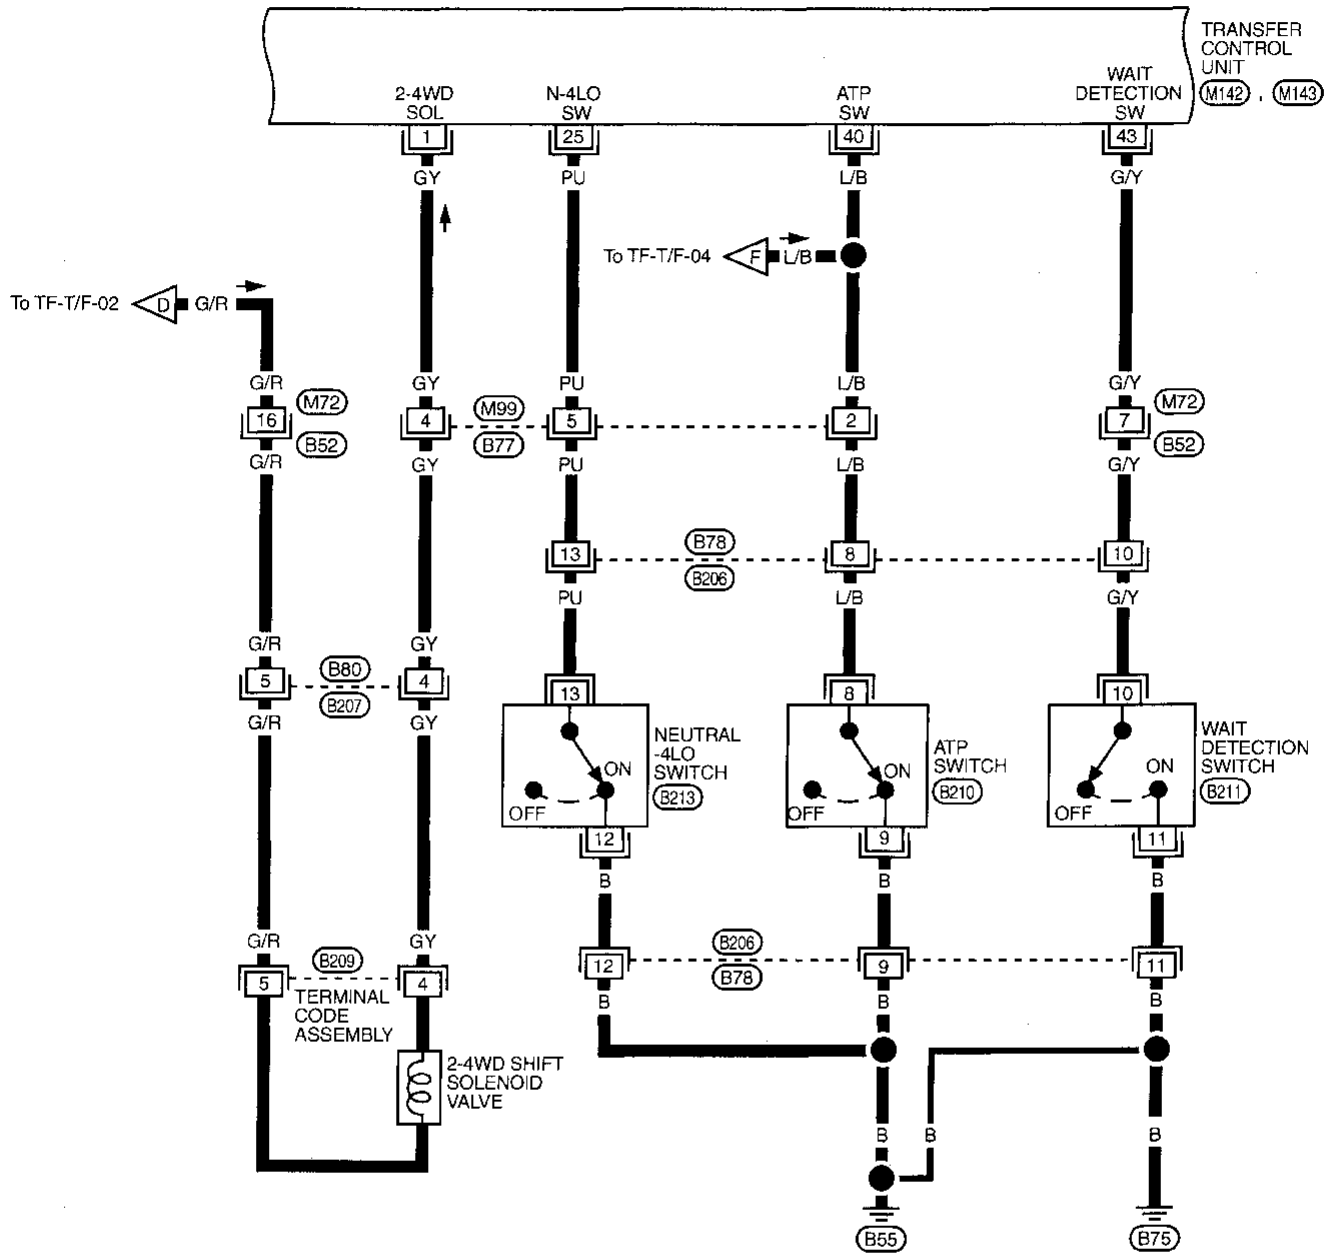 TRANSFER
CONTROL
UNIT
M142 , M143
2-4WD
SOL
N-4LO
SW
ATP
SW
WAIT
DETECTION
SW
1
25
40
43
GY
PU
L/B
G/Y
To TF-T/F-04
F
L/B
To TF-T/F-02
D
G/R
G/R
GY
PU
L/B
G/Y
16
M72
B52
4
M99
B77
5
2
7
M72
B52
G/R
GY
PU
L/B
G/Y
13
B78
B206
8
10
PU
L/B
G/Y
G/R
GY
5
B80
B207
4
G/R
GY
13
8
10
NEUTRAL
-4LO
SWITCH
B213
ON
OFF
ATP
SWITCH
B210
ON
OFF
WAIT
DETECTION
SWITCH
B211
ON
OFF
12
9
11
B
B
B
G/R
GY
B209
5
4
TERMINAL
CODE
ASSEMBLY
12
B206
B78
9
11
B
B
B
2-4WD SHIFT
SOLENOID
VALVE
B
B
B
B55
B75